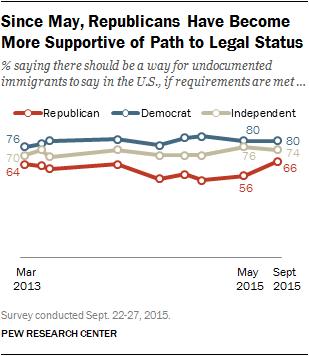 Since May, Republicans Have Become
More Supportive of Path to Legal Status
% saying there should be a way for undocumented
immigrants to say in the U.S., if requirements are met ...
Republican Democrat Independent
76
70
64
80
76
56
80
74
66
Mar
2013
May
2015
Sept
2015
Survey conducted Sept. 22-27, 2015.
PEW RESEARCH CENTER